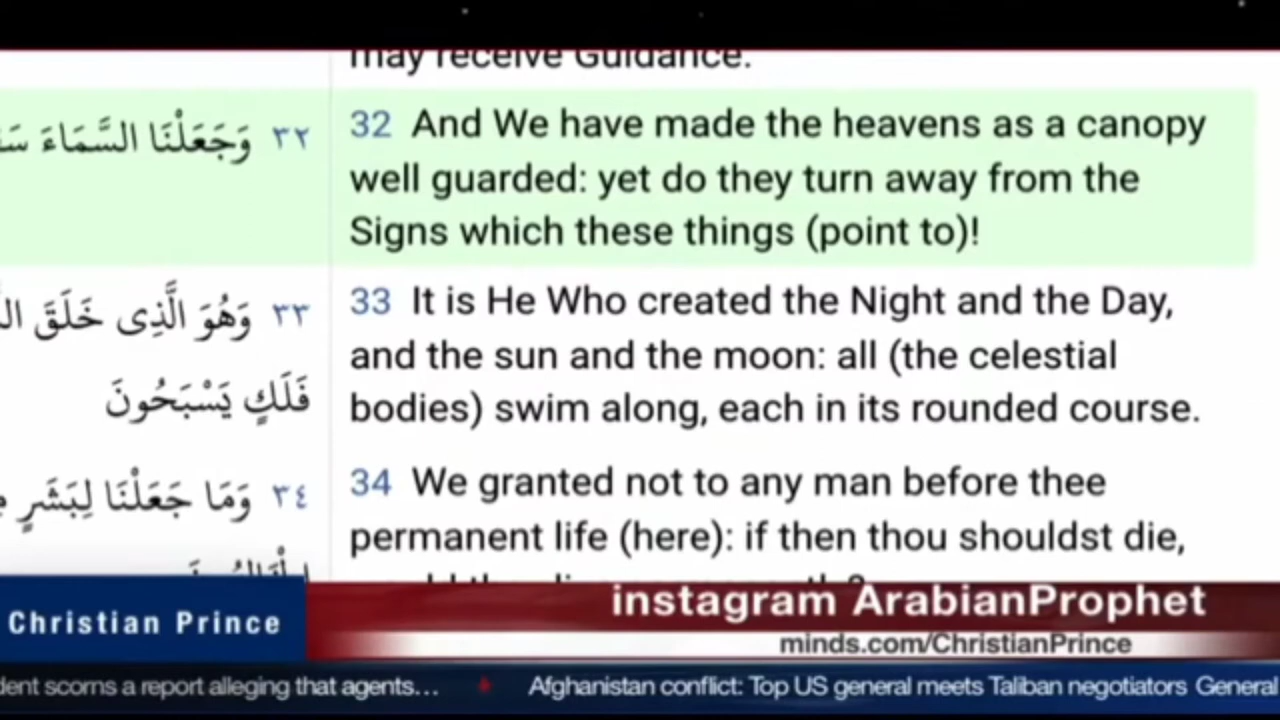 may receive Guidance.
٣٢ وَجَعَلْنَا السَّمَاءَ
32 And We have made the heavens as a canopy
well guarded: yet do they turn away from the
Signs which these things (point to)!
٣٣ وَهُوَ الَّذِى خَلَقَ
فَلَكٍ يَسْبَحُونَ
33 It is He Who created the Night and the Day,
and the sun and the moon: all (the celestial
bodies) swim along, each in its rounded course.
٣٤ وَمَا جَعَلْنَا لِبَشَرٍ
34 We granted not to any man before thee
permanent life (here): if then thou shouldst die,
Christian Prince
instagram ArabianProphet
minds.com/ChristianPrince
scorns a report alleging that agents... Afghanistan conflict: Top US general meets Taliban negotiators General